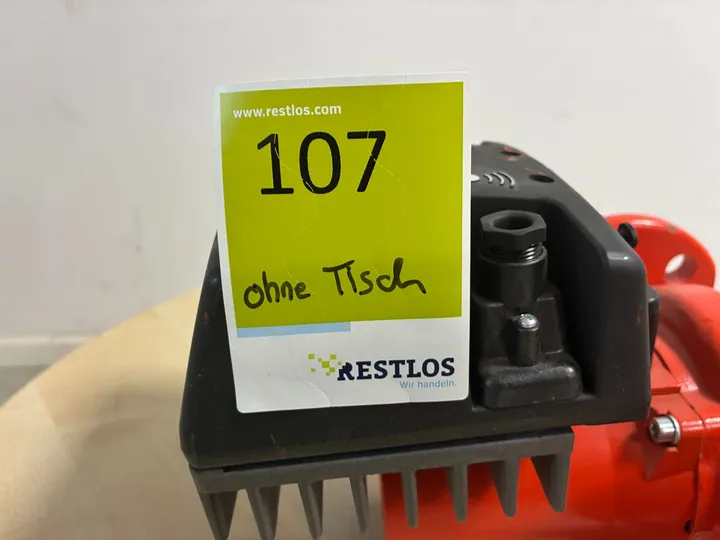 www.restlos.com
107
ohne Tisch
RESTLOS
Wir handeln.